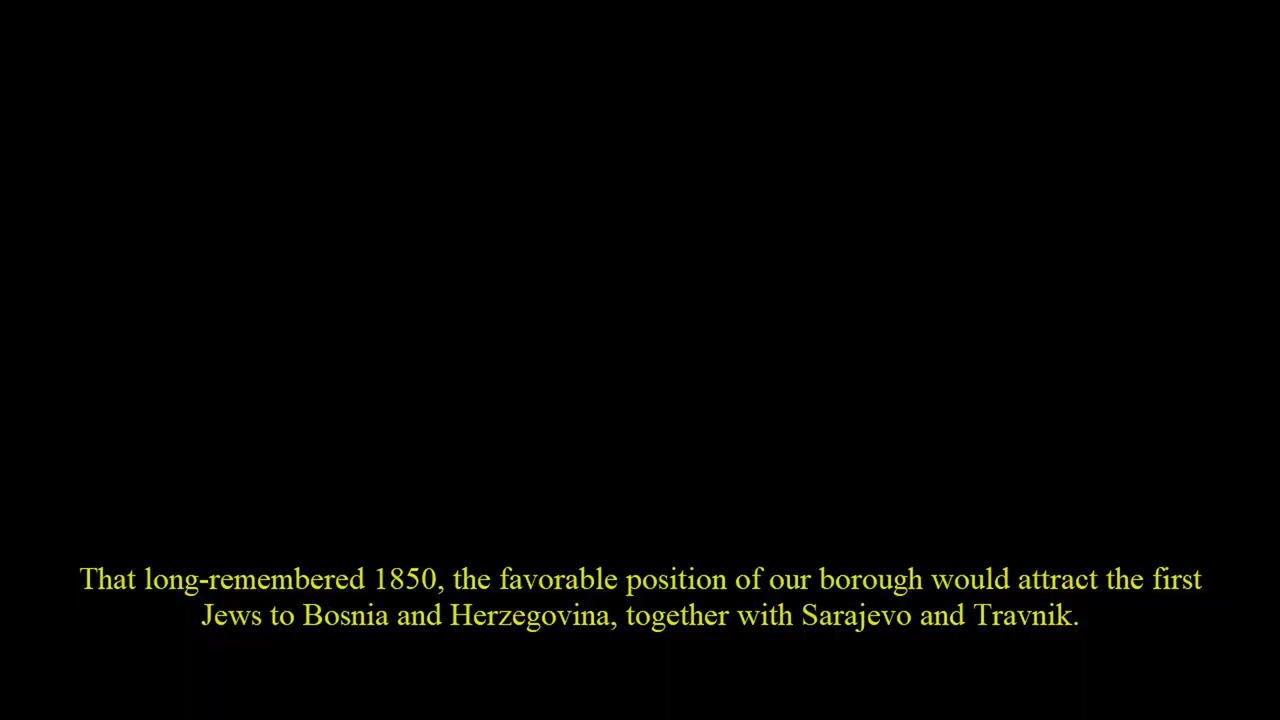 That long-remembered 1850, the favorable position of our borough would attract the first
Jews to Bosnia and Herzegovina, together with Sarajevo and Travnik.